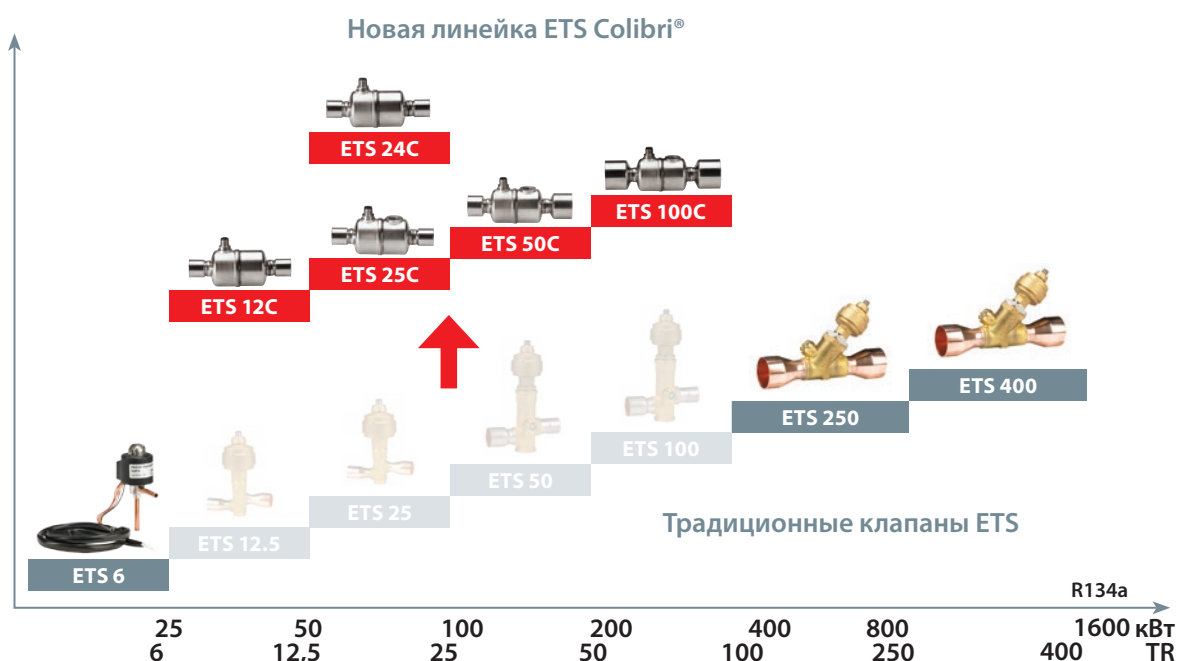 Новая линейка ETS Colibri®
ETS 24C
ETS 100C
ETS 50C
ETS 25C
ETS 12C
ETS 400
ETS 250
ETS 100
ETS 50
ETS 25
Традиционные клапаны ETS
ETS 12.5
ETS 6
R134a
25 50 100 200 400 800 1600 кВт
6 12,5 25 50 100 250 400 TR